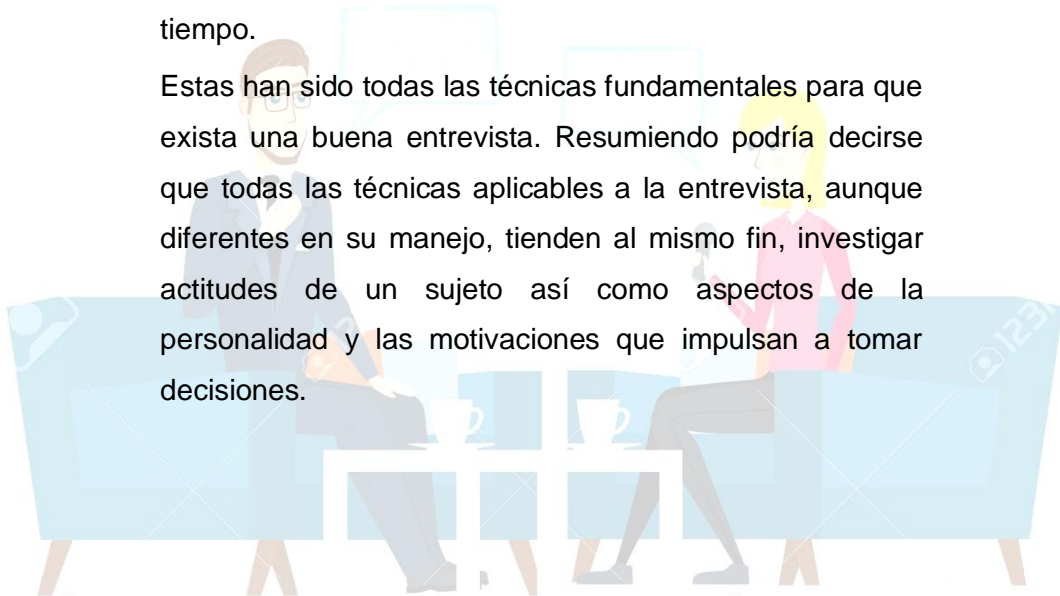 tiempo.
Estas han sido todas las técnicas fundamentales para que
exista una buena entrevista. Resumiendo podría decirse
que todas las técnicas aplicables a la entrevista, aunque
diferentes en su manejo, tienden al mismo fin, investigar
actitudes de un sujeto así como aspectos de la
personalidad y las motivaciones que impulsan a tomar
decisiones.